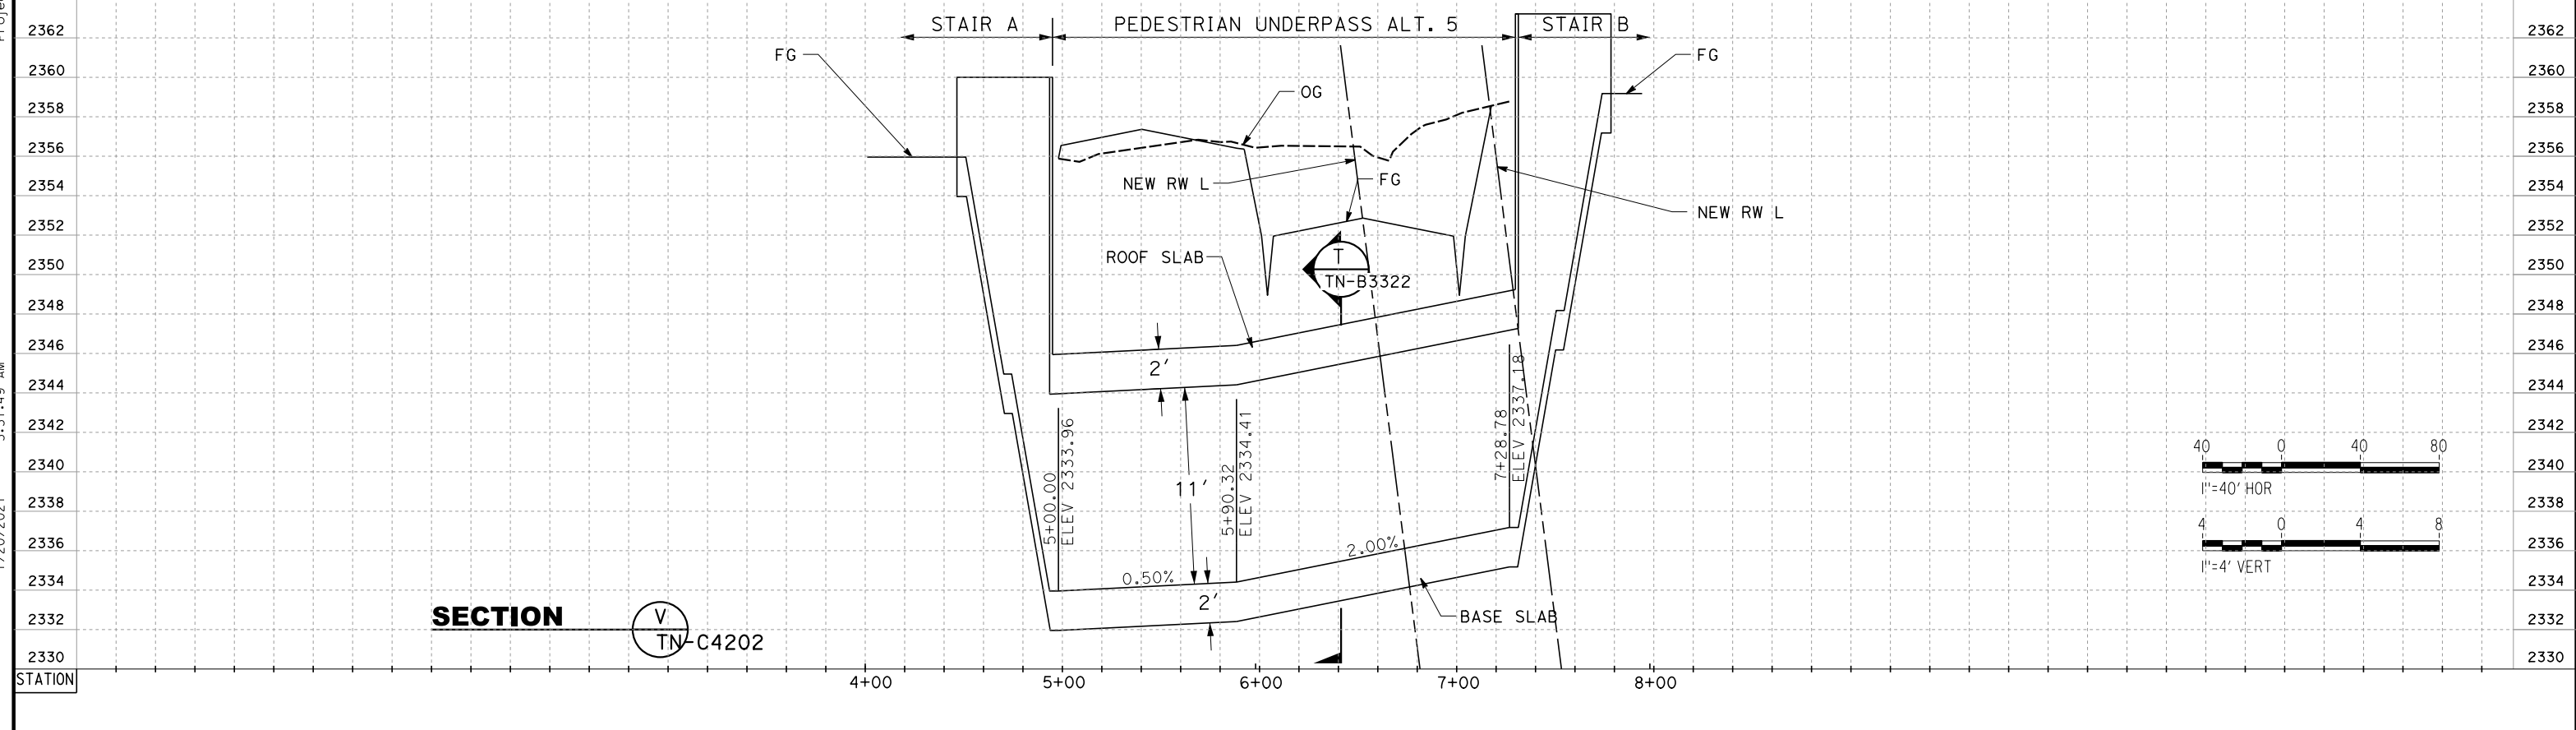 STAIR A
PEDESTRIAN UNDERPASS ALT. 5
STAIR B
2362
2360
2358
2356
2354
2352
2350
2348
2346
2344
2342
2340
2338
2336
2334
2332
2330
STATION
FG
OG
FG
NEW RW L
FG
NEW RW L
ROOF SLAB
T
TN-B3322
2'
11'
5+00.00
ELEV 2333.96
5+90.32
ELEV 2334.41
7+28.78
ELEV 2337.18
0.50%
2.00%
2'
BASE SLAB
SECTION
V
TN-C4202
4+00
5+00
6+00
7+00
8+00
40 0 40 80
1"=40' HOR
4 0 4 8
1"=4' VERT
2362
2360
2358
2356
2354
2352
2350
2348
2346
2344
2342
2340
2338
2336
2334
2332
2330